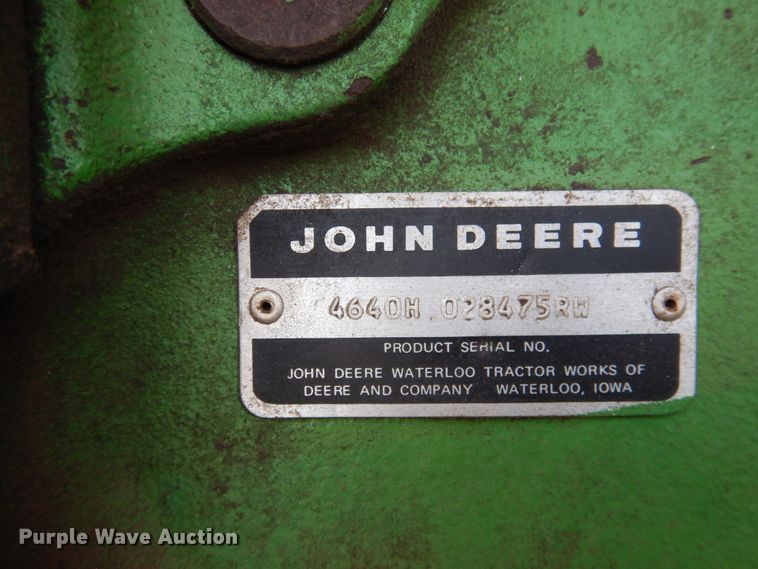 JOHN DEERE
4640H 028475RW
PRODUCT SERIAL NO.
JOHN DEERE WATERLOO TRACTOR WORKS OF
DEERE AND COMPANY WATERLOO, IOWA
Purple Wave Auction